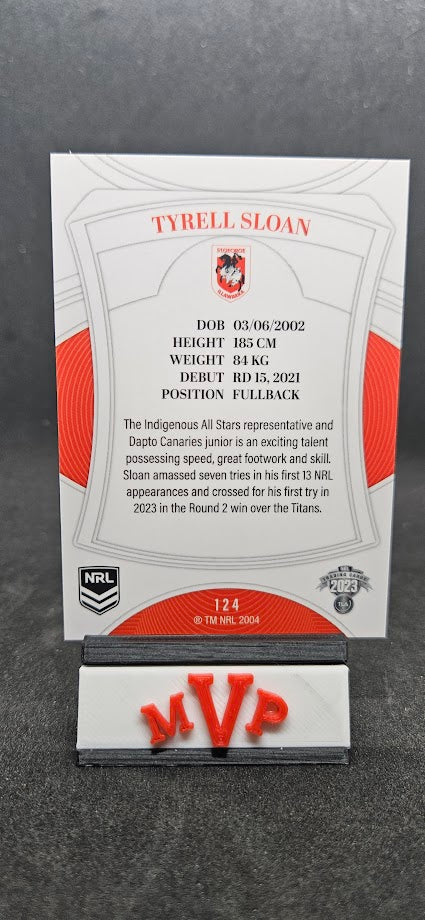 TYRELL SLOAN
ST.GEORGE
ILLAWARRA
DOB 03/06/2002
HEIGHT 185 CM
WEIGHT 84 KG
DEBUT RD 15, 2021
POSITION FULLBACK
The Indigenous All Stars representative and
Dapto Canaries junior is an exciting talent
possessing speed, great footwork and skill.
Sloan amassed seven tries in his first 13 NRL
appearances and crossed for his first try in
2023 in the Round 2 win over the Titans.
NRL
TRADING CARDS
2023
TLA
124
® TM NRL 2004
MVP